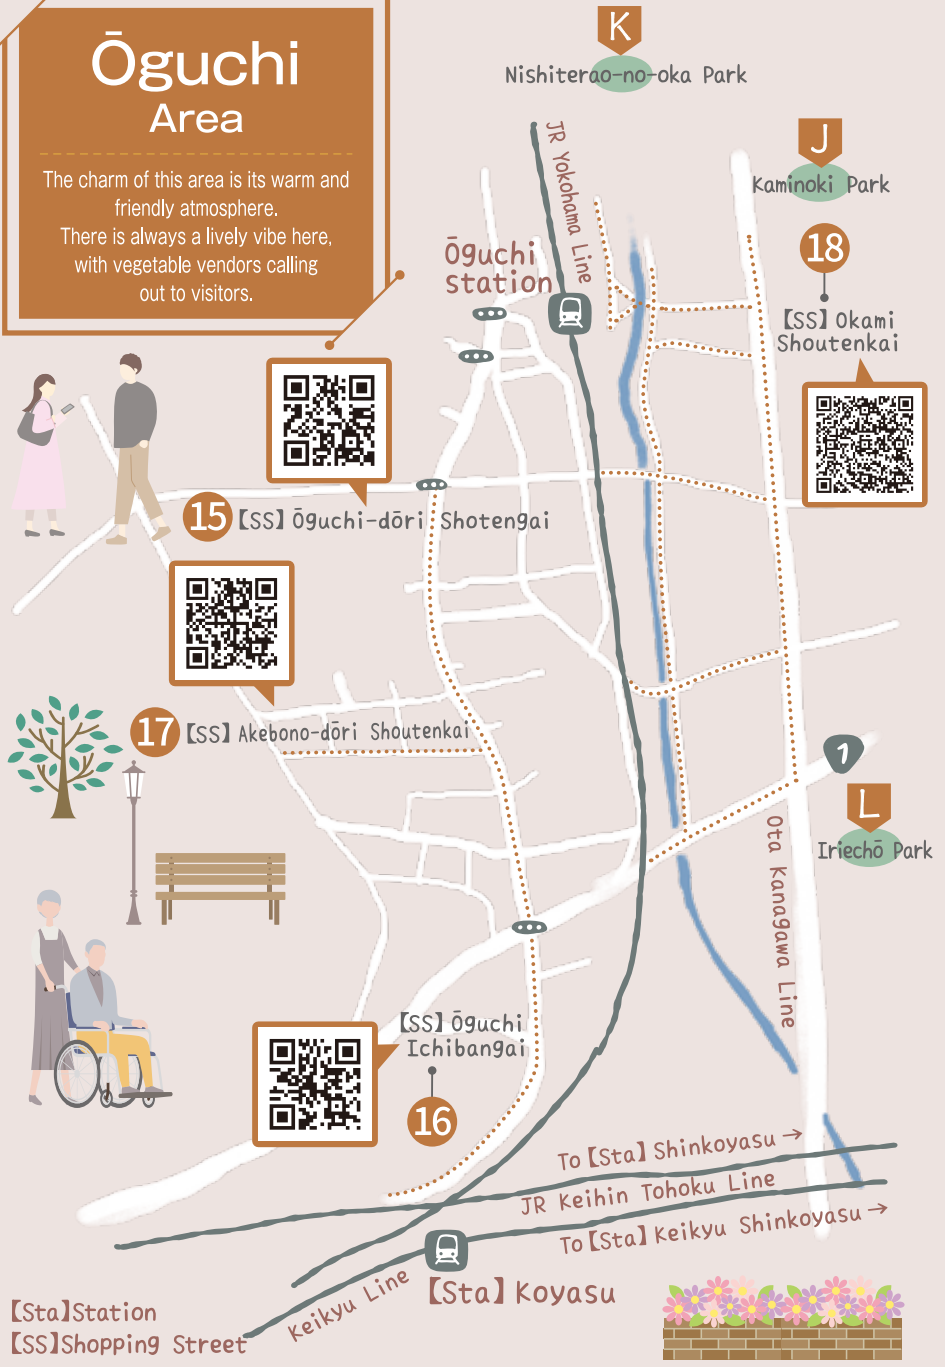 Ōguchi
Area
The charm of this area is its warm and
friendly atmosphere.
There is always a lively vibe here,
with vegetable vendors calling
out to visitors.
K
Nishiterao-no-oka Park
J
Kaminoki Park
JR Yokohama Line
Ōguchi
station
18
【SS】Okami
Shoutenkai
15【SS】Ōguchi-dōri Shotengai
17【SS】Akebono-dōri Shoutenkai
1
L
Iriechō Park
Ota Kanagawa Line
【SS】Ōguchi
Ichibangai
16
To【Sta】Shinkoyasu→
JR Keihin Tohoku Line
To【Sta】Keikyu Shinkoyasu→
Keikyu Line
【Sta】Koyasu
【Sta】Station
【SS】Shopping Street